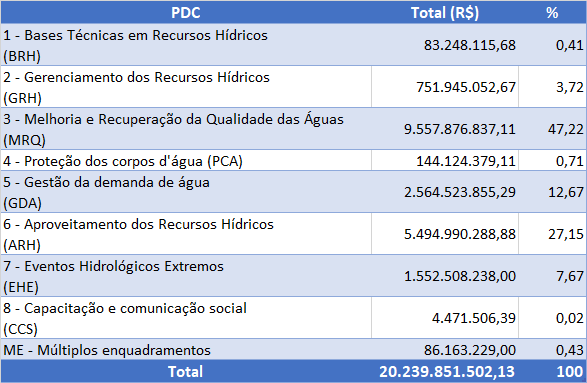 PDC Total (R$) %
1 - Bases Técnicas em Recursos Hídricos
(BRH) 83.248.115,68 0,41
2 - Gerenciamento dos Recursos Hídricos
(GRH) 751.945.052,67 3,72
3 - Melhoria e Recuperação da Qualidade das Águas
(MRQ) 9.557.876.837,11 47,22
4 - Proteção dos corpos d'água (PCA) 144.124.379,11 0,71
5 - Gestão da demanda de água
(GDA) 2.564.523.855,29 12,67
6 - Aproveitamento dos Recursos Hídricos
(ARH) 5.494.990.288,88 27,15
7 - Eventos Hidrológicos Extremos
(EHE) 1.552.508.238,00 7,67
8 - Capacitação e comunicação social
(CCS) 4.471.506,39 0,02
ME - Múltiplos enquadramentos 86.163.229,00 0,43
Total 20.239.851.502,13 100